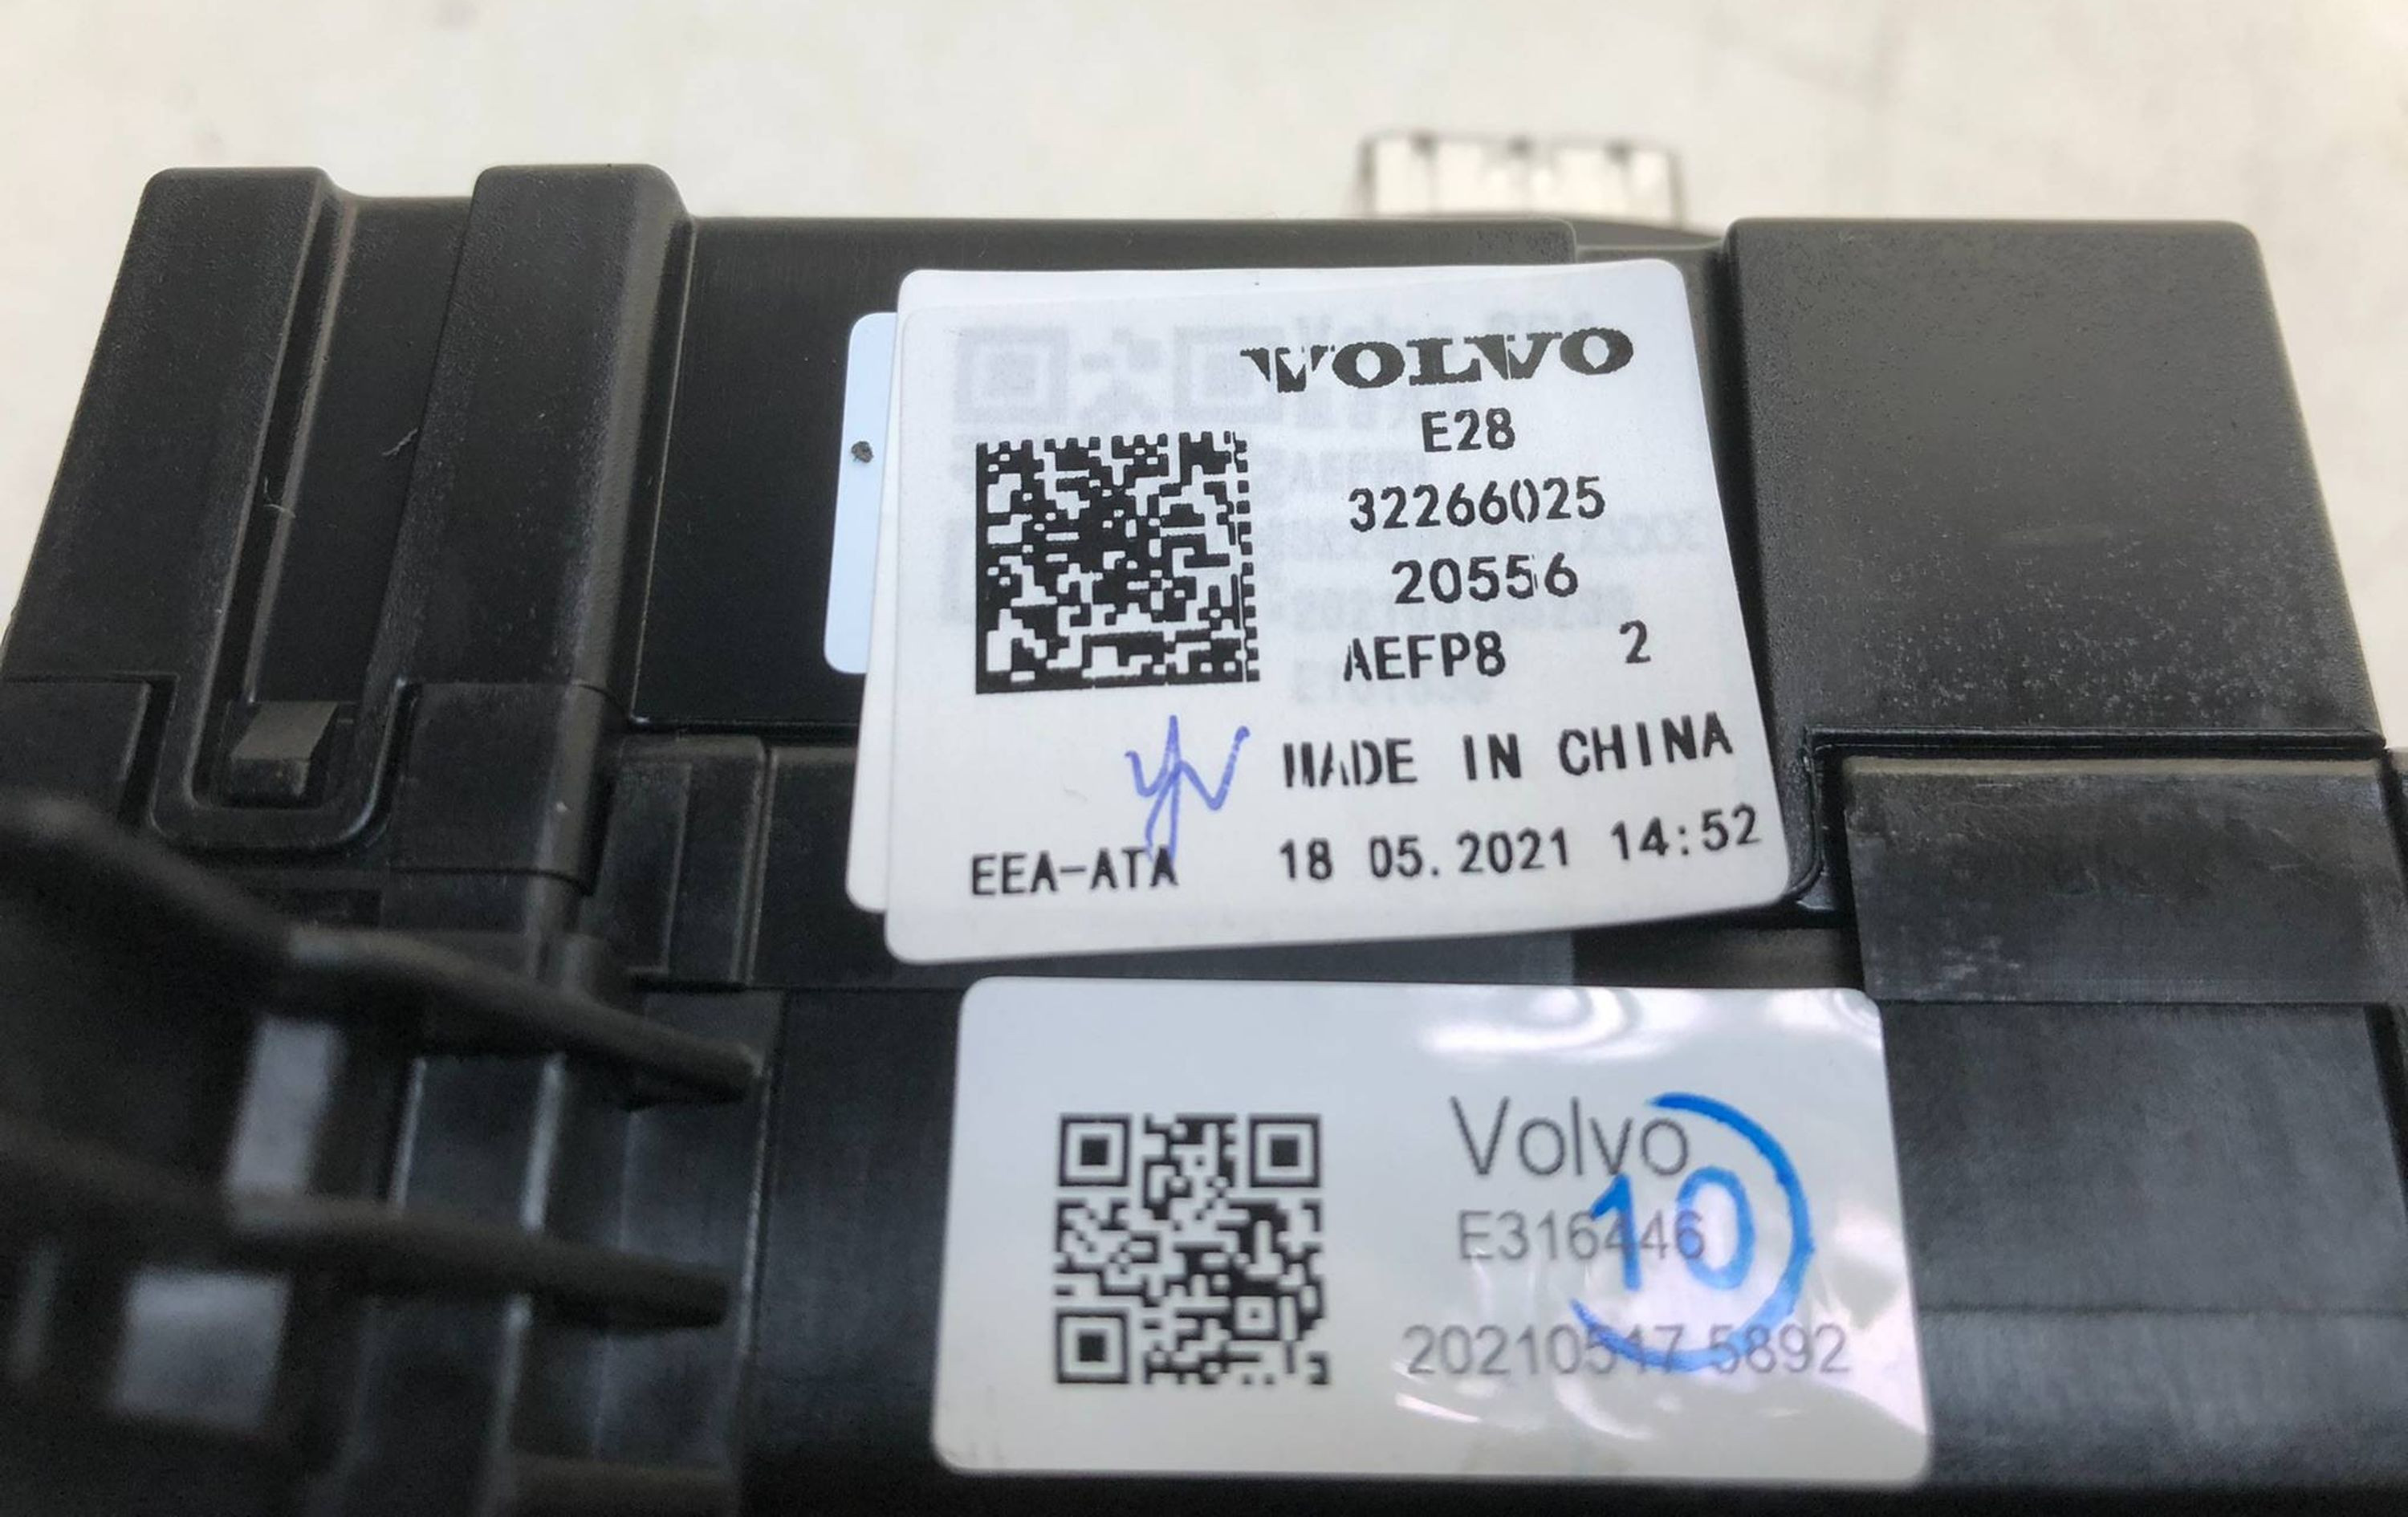 VOLVO
E28
32266025
20556
AEFP8 2
MADE IN CHINA
EEA-ATA 18 05.2021 14:52
Volvo
10
E316446
20210517 5892